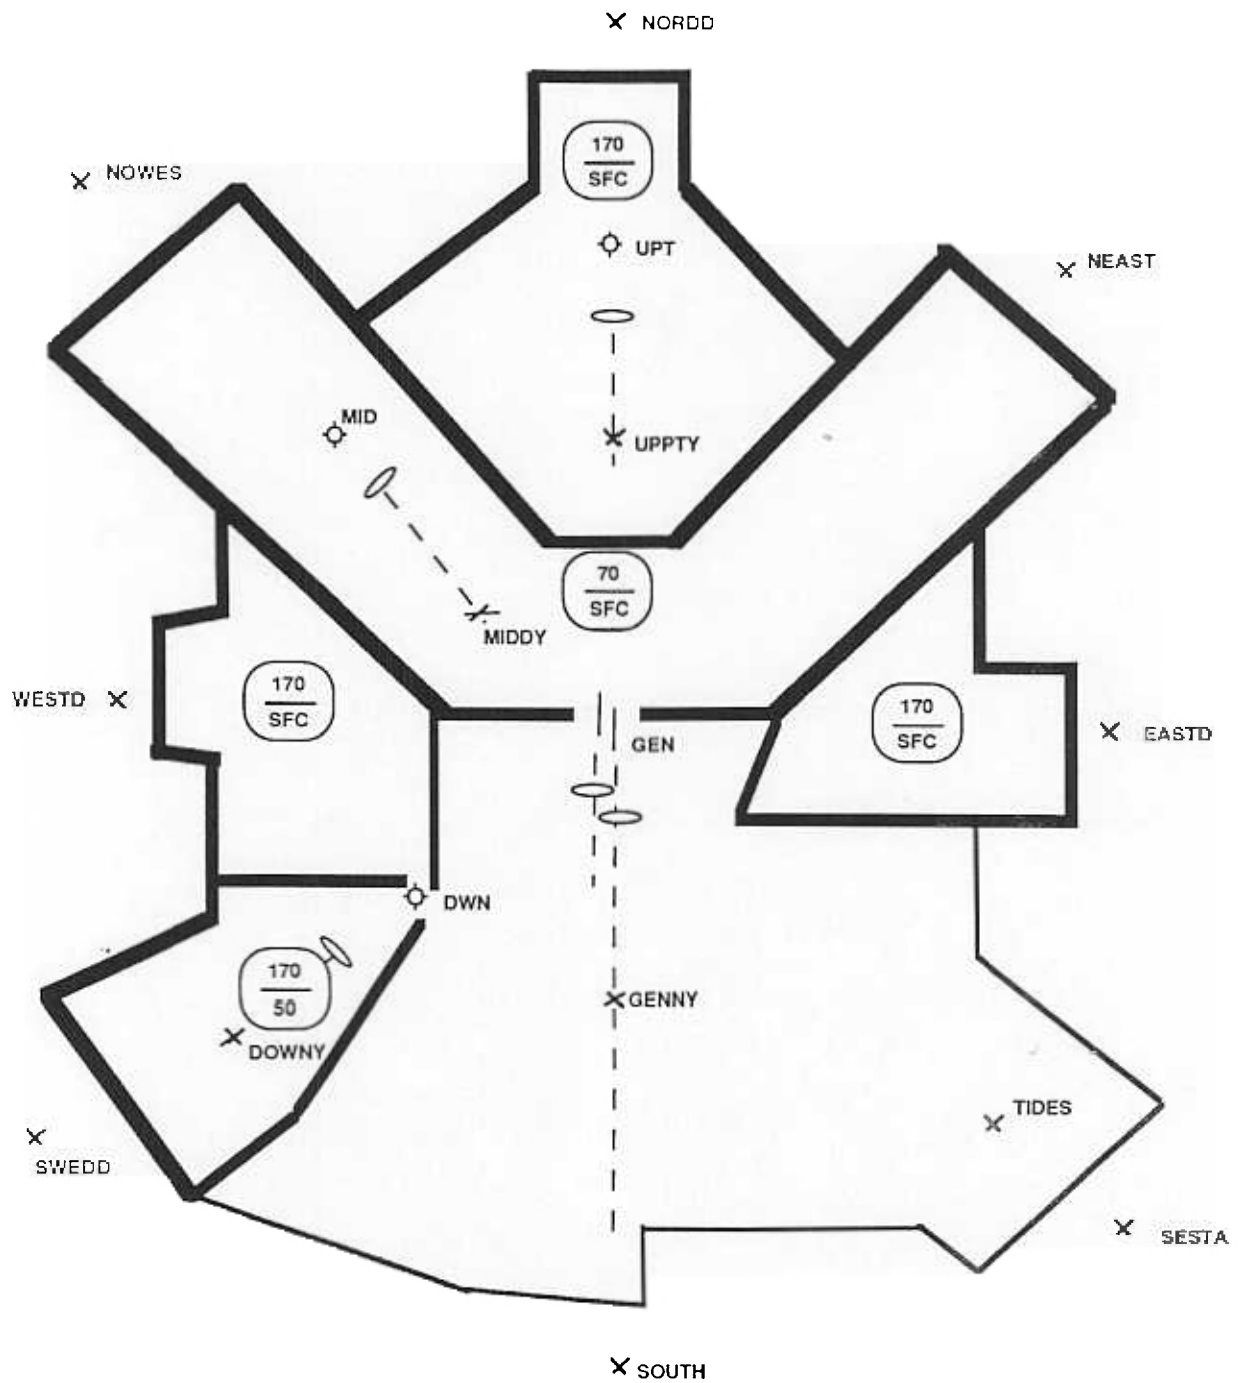 NORDD
170
SFC
NOWES
UPT
NEAST
MID
UPPTY
70
SFC
MIDDY
WESTD
170
SFC
170
SFC
GEN
EASTD
DWN
170
50
GENNY
DOWNY
TIDES
SWEDD
SESTA
SOUTH